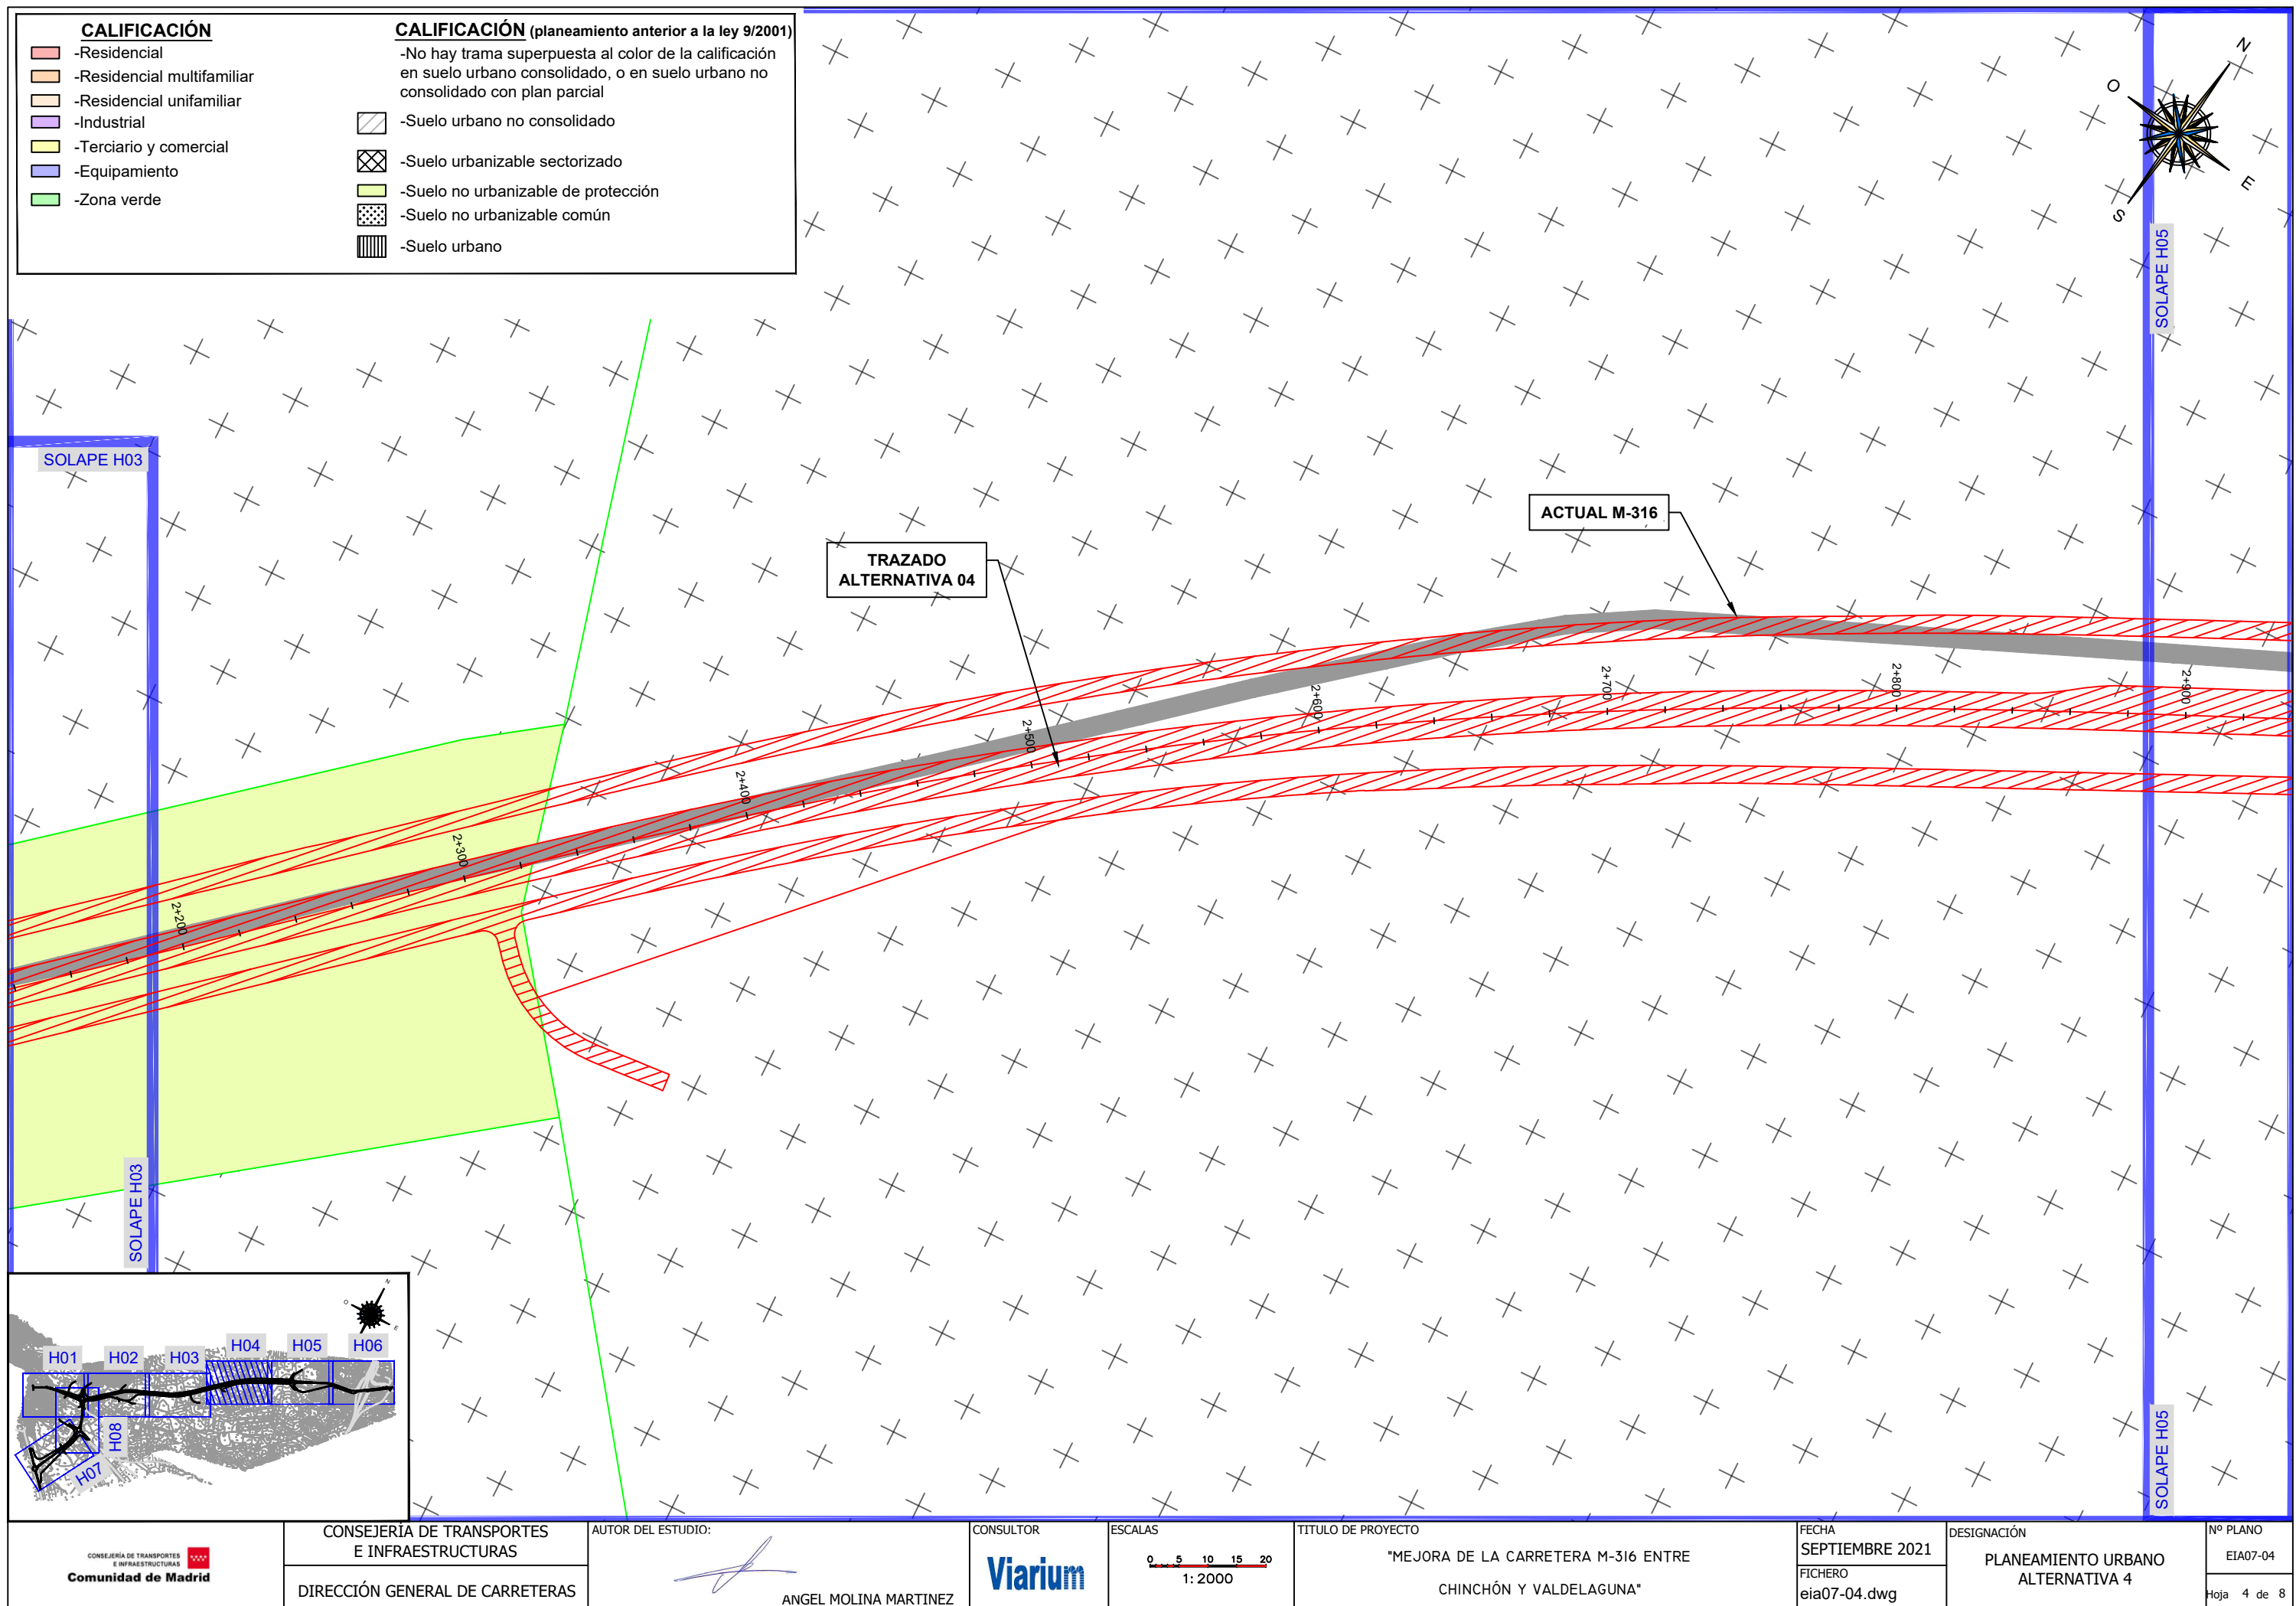 CALIFICACIÓN
-Residencial
-Residencial multifamiliar
-Residencial unifamiliar
-Industrial
-Terciario y comercial
-Equipamiento
-Zona verde
CALIFICACIÓN (planeamiento anterior a la ley 9/2001)
-No hay trama superpuesta al color de la calificación
en suelo urbano consolidado, o en suelo urbano no
consolidado con plan parcial
-Suelo urbano no consolidado
-Suelo urbanizable sectorizado
-Suelo no urbanizable de protección
-Suelo no urbanizable común
-Suelo urbano
N
O
E
S
SOLAPE H05
SOLAPE H03
ACTUAL M-316
TRAZADO
ALTERNATIVA 04
2+200
2+300
2+400
2+500
2+600
2+700
2+800
2+900
SOLAPE H03
SOLAPE H05
N
O
E
H01
H02
H03
H04
H05
H06
H08
H07
CONSEJERÍA DE TRANSPORTES
E INFRAESTRUCTURAS
Comunidad de Madrid
CONSEJERÍA DE TRANSPORTES
E INFRAESTRUCTURAS
DIRECCIÓN GENERAL DE CARRETERAS
AUTOR DEL ESTUDIO:
ANGEL MOLINA MARTINEZ
CONSULTOR
Viarium
ESCALAS
0 5 10 15 20
1: 2000
TITULO DE PROYECTO
"MEJORA DE LA CARRETERA M-316 ENTRE
CHINCHÓN Y VALDELAGUNA"
FECHA
SEPTIEMBRE 2021
FICHERO
eia07-04.dwg
DESIGNACIÓN
PLANEAMIENTO URBANO
ALTERNATIVA 4
Nº PLANO
EIA07-04
Hoja 4 de 8